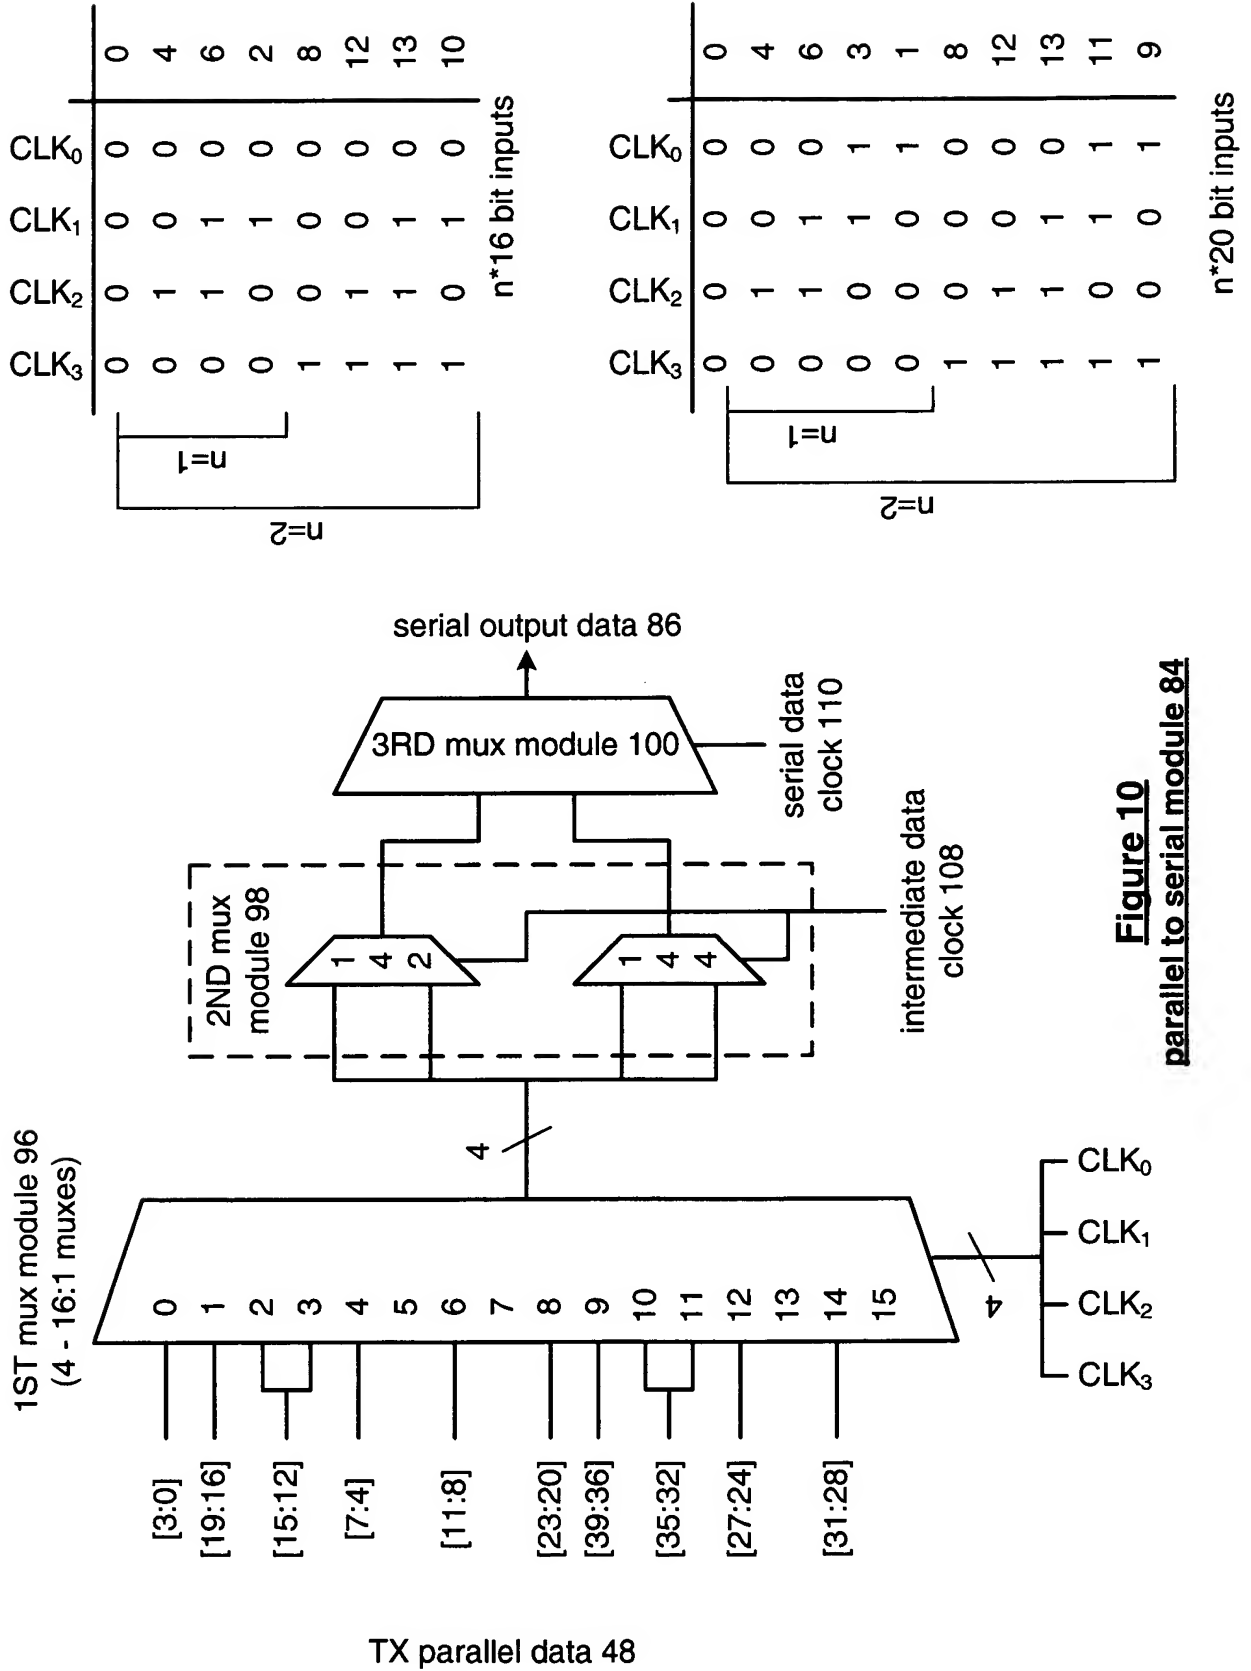 TX parallel data 48
1ST mux module 96
(4 - 16:1 muxes)
[3:0]
[19:16]
[15:12]
[7:4]
[11:8]
[23:20]
[39:36]
[35:32]
[27:24]
[31:28]
0
1
2
3
4
5
6
7
8
9
10
11
12
13
14
15
4
CLK3
CLK2
CLK1
CLK0
4
2ND mux
module 98
1 4 2
1 4 4
intermediate data
clock 108
3RD mux module 100
serial data
clock 110
serial output data 86
CLK3 CLK2 CLK1 CLK0
0 0 0 0 0
0 1 0 0 4
0 1 1 0 6
0 0 1 0 2
1 0 0 0 8
1 1 0 0 12
1 1 1 0 13
1 0 1 0 10
n=1
n=2
n*16 bit inputs
CLK3 CLK2 CLK1 CLK0
0 0 0 0 0
0 1 0 0 4
0 1 1 0 6
0 0 1 1 3
0 0 0 1 1
1 0 0 0 8
1 1 0 0 12
1 1 1 0 13
1 0 1 1 11
1 0 0 1 9
n=1
n=2
n*20 bit inputs
Figure 10
parallel to serial module 84